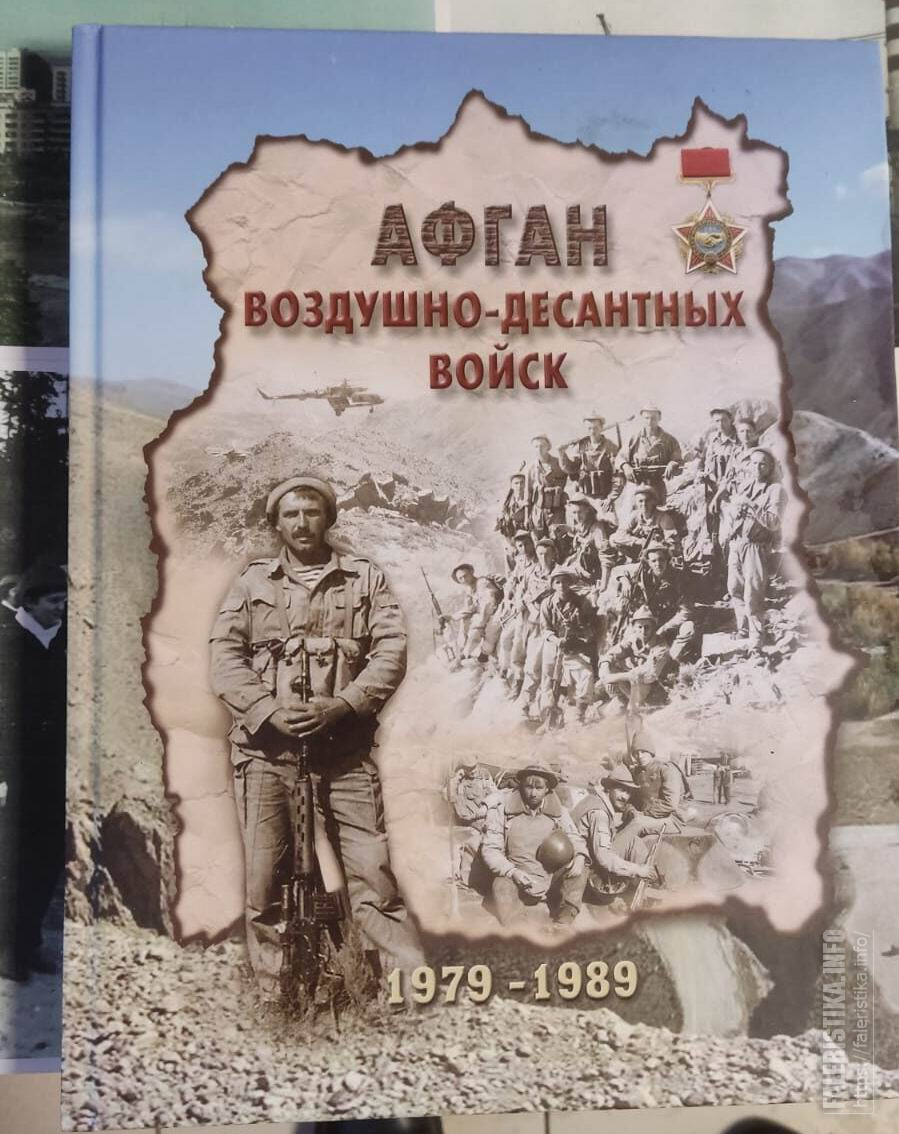 АФГАН
ВОЗДУШНО-ДЕСАНТНЫХ
ВОЙСК
1979 - 1989
FALERISTIKA.INFO
https://faleristika.info/